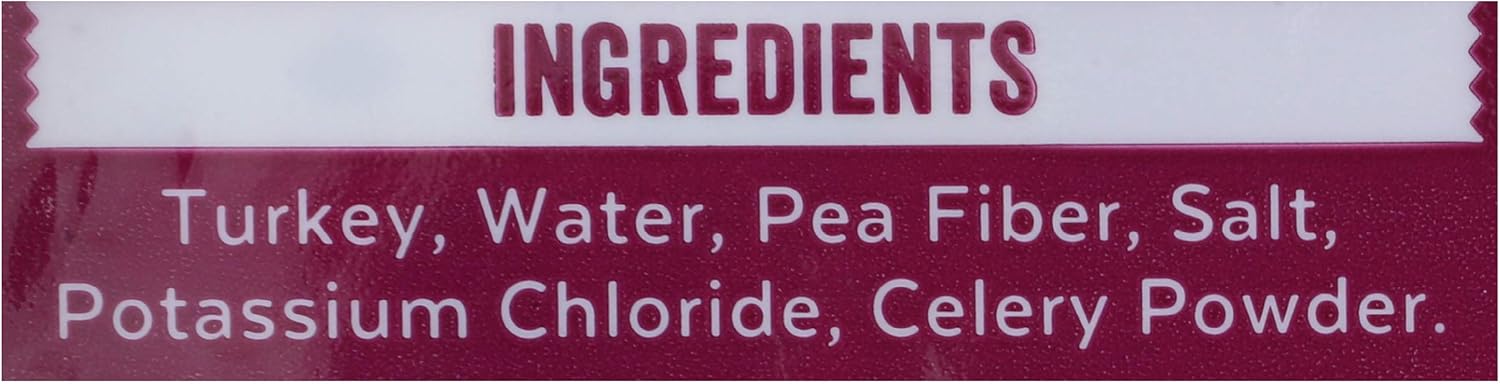 INGREDIENTS
Turkey, Water, Pea Fiber, Salt,
Potassium Chloride, Celery Powder.